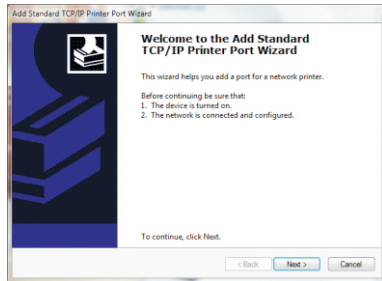 Add Standard TCP/IP Printer Port Wizard
Welcome to the Add Standard
TCP/IP Printer Port Wizard
This wizard helps you add a port for a network printer.
Before continuing be sure that:
1. The device is turned on.
2. The network is connected and configured.
To continue, click Next.
< Back
Next >
Cancel